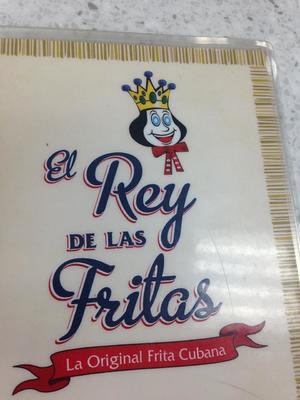 El Rey
DE LAS
Fritas
La Original Frita Cubana